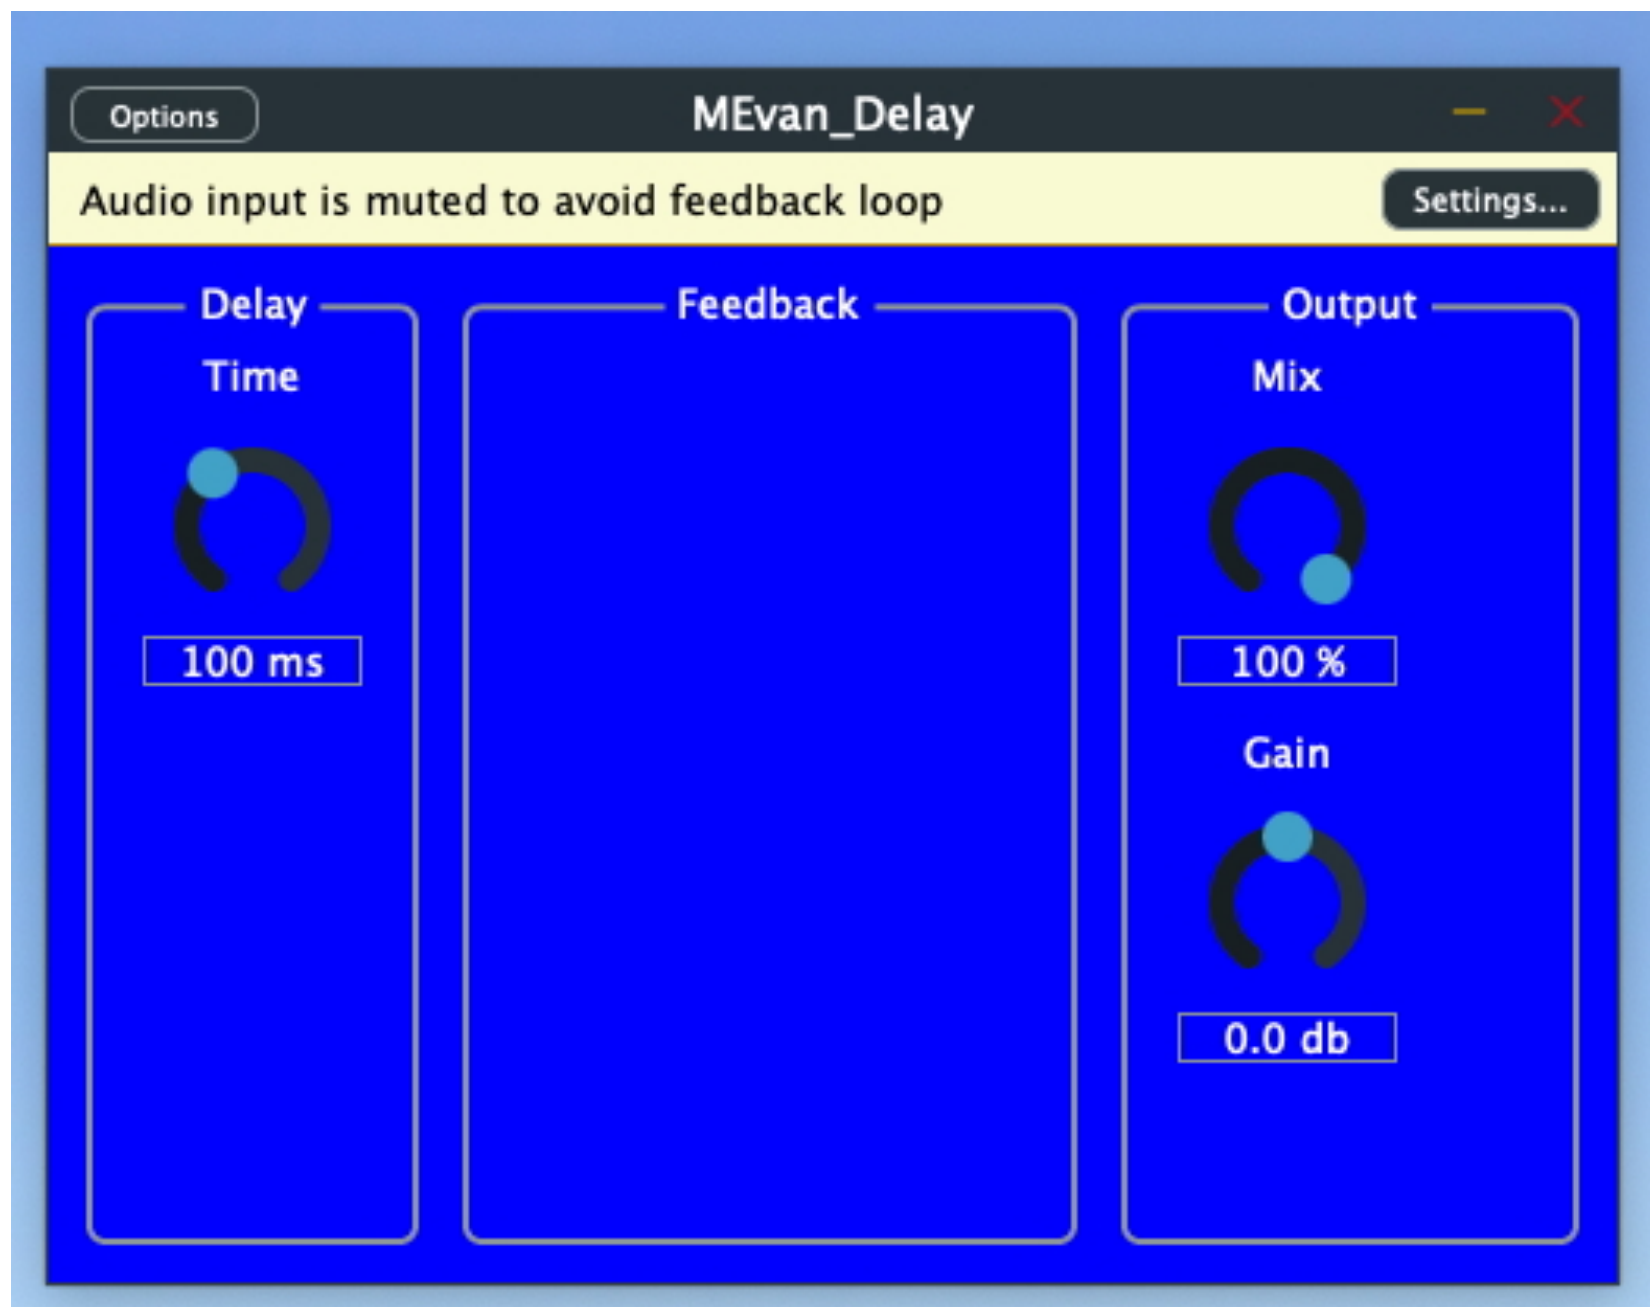 Options
MEvan_Delay
Audio input is muted to avoid feedback loop
Settings...
Delay
Time
100 ms
Feedback
Output
Mix
100 %
Gain
0.0 db